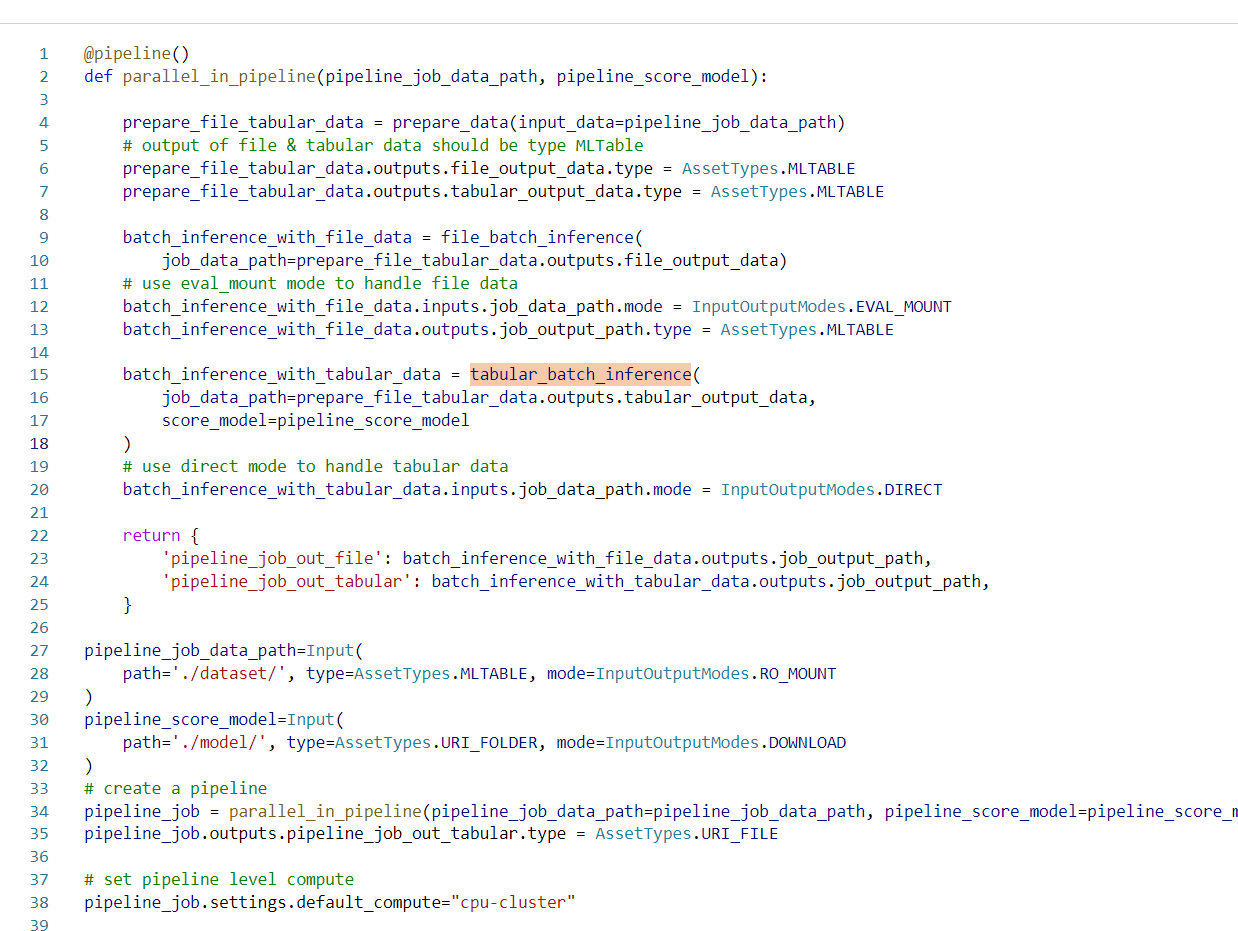 1 @pipeline()
2 def parallel_in_pipeline(pipeline_job_data_path, pipeline_score_model):
3
4     prepare_file_tabular_data = prepare_data(input_data=pipeline_job_data_path)
5     # output of file & tabular data should be type MLTable
6     prepare_file_tabular_data.outputs.file_output_data.type = AssetTypes.MLTABLE
7     prepare_file_tabular_data.outputs.tabular_output_data.type = AssetTypes.MLTABLE
8
9     batch_inference_with_file_data = file_batch_inference(
10         job_data_path=prepare_file_tabular_data.outputs.file_output_data)
11     # use eval_mount mode to handle file data
12     batch_inference_with_file_data.inputs.job_data_path.mode = InputOutputModes.EVAL_MOUNT
13     batch_inference_with_file_data.outputs.job_output_path.type = AssetTypes.MLTABLE
14
15     batch_inference_with_tabular_data = tabular_batch_inference(
16         job_data_path=prepare_file_tabular_data.outputs.tabular_output_data,
17         score_model=pipeline_score_model
18     )
19     # use direct mode to handle tabular data
20     batch_inference_with_tabular_data.inputs.job_data_path.mode = InputOutputModes.DIRECT
21
22     return {
23         'pipeline_job_out_file': batch_inference_with_file_data.outputs.job_output_path,
24         'pipeline_job_out_tabular': batch_inference_with_tabular_data.outputs.job_output_path,
25     }
26
27 pipeline_job_data_path=Input(
28     path='./dataset/', type=AssetTypes.MLTABLE, mode=InputOutputModes.RO_MOUNT
29 )
30 pipeline_score_model=Input(
31     path='./model/', type=AssetTypes.URI_FOLDER, mode=InputOutputModes.DOWNLOAD
32 )
33 # create a pipeline
34 pipeline_job = parallel_in_pipeline(pipeline_job_data_path=pipeline_job_data_path, pipeline_score_model=pipeline_score_
35 pipeline_job.outputs.pipeline_job_out_tabular.type = AssetTypes.URI_FILE
36
37 # set pipeline level compute
38 pipeline_job.settings.default_compute="cpu-cluster"
39